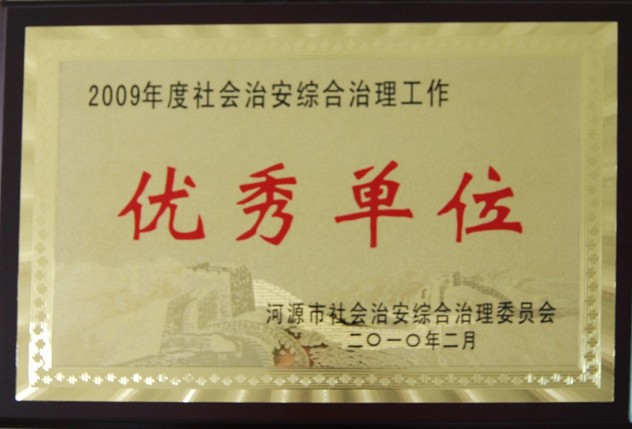 2009年度社会治安综合治理工作
优秀单位
河源市社会治安综合治理委员会
二〇一〇年二月